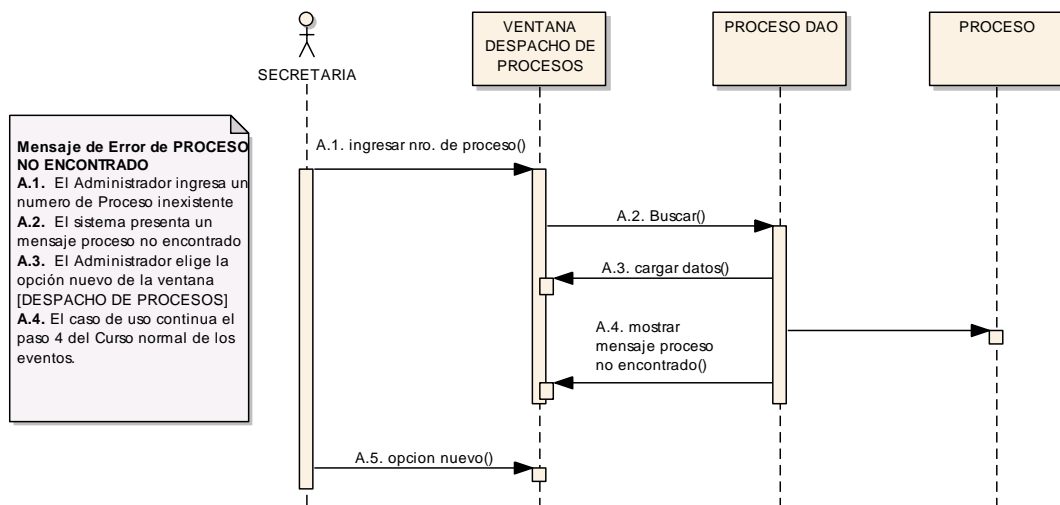 SECRETARIA
VENTANA
DESPACHO DE
PROCESOS
PROCESO DAO
PROCESO
Mensaje de Error de PROCESO
NO ENCONTRADO
A.1. El Administrador ingresa un
numero de Proceso inexistente
A.2. El sistema presenta un
mensaje proceso no encontrado
A.3. El Administrador elige la
opción nuevo de la ventana
[DESPACHO DE PROCESOS]
A.4. El caso de uso continua el
paso 4 del Curso normal de los
eventos.
A.1. ingresar nro. de proceso()
A.2. Buscar()
A.3. cargar datos()
A.4. mostrar
mensaje proceso
no encontrado()
A.5. opcion nuevo()